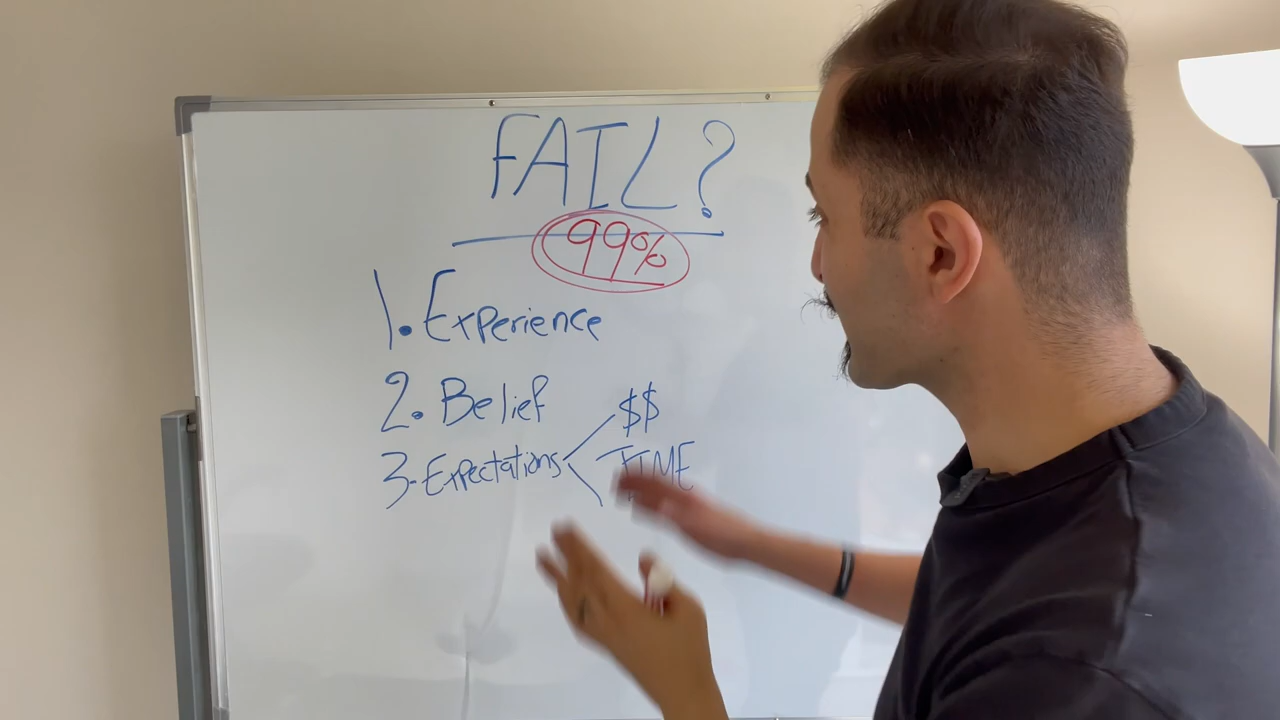 FAIL?
99%
1. Experience
2. Belief
$$
3. Expectations
TIME